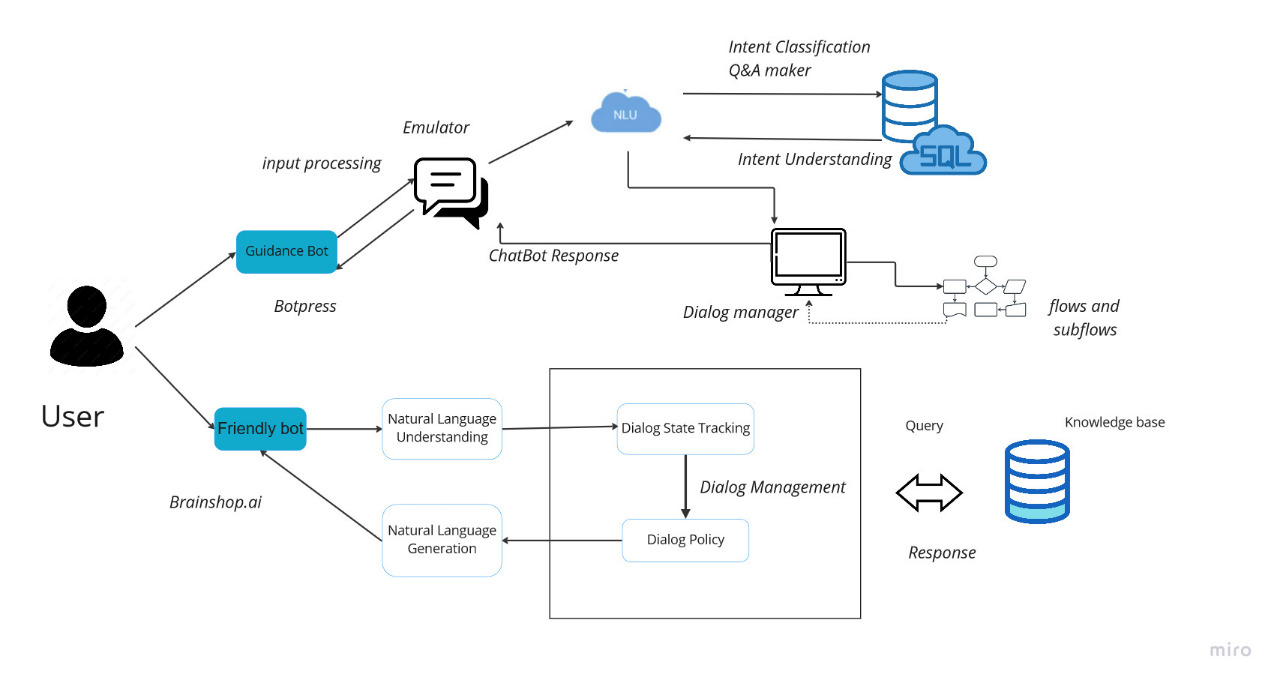 Intent Classification
Q&A maker
NLU
Emulator
input processing
SQL
Intent Understanding
Guidance Bot
ChatBot Response
Botpress
Dialog manager
flows and
subflows
User
Friendly bot
Natural Language
Understanding
Dialog State Tracking
Query
Knowledge base
Brainshop.ai
Dialog Management
Natural Language
Generation
Dialog Policy
Response
miro